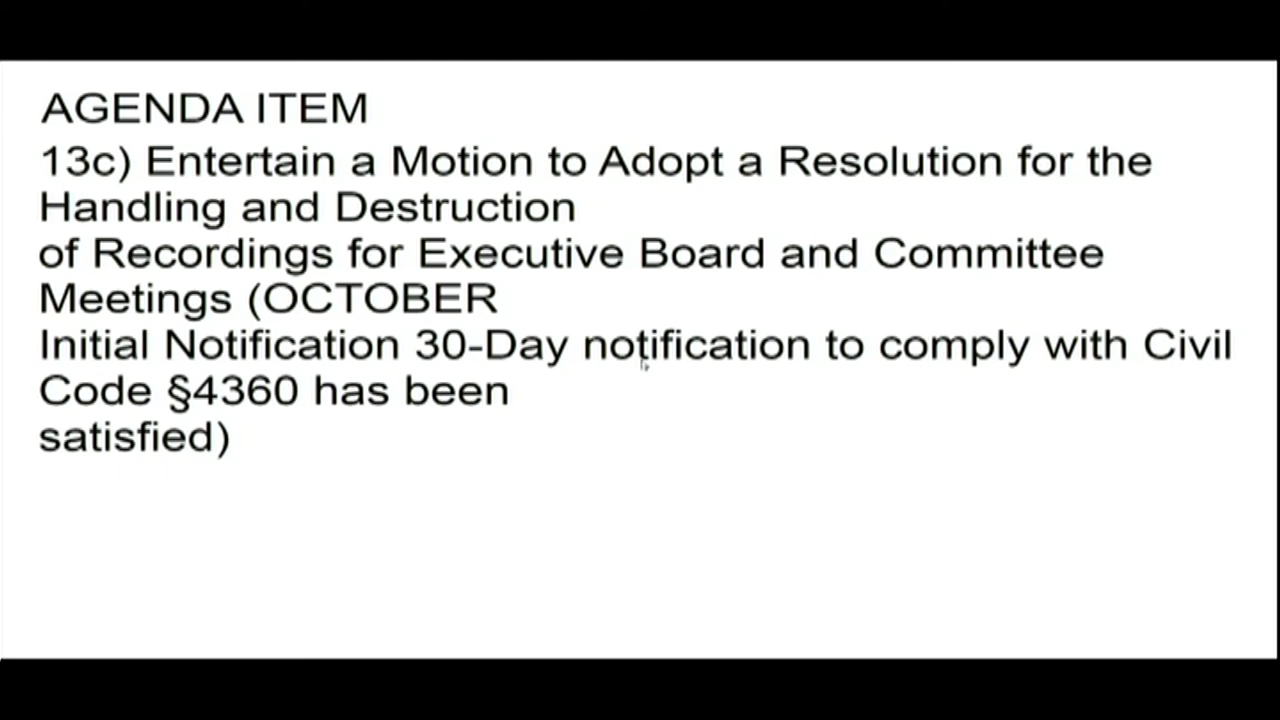 AGENDA ITEM
13c) Entertain a Motion to Adopt a Resolution for the
Handling and Destruction
of Recordings for Executive Board and Committee
Meetings (OCTOBER
Initial Notification 30-Day notification to comply with Civil
Code §4360 has been
satisfied)